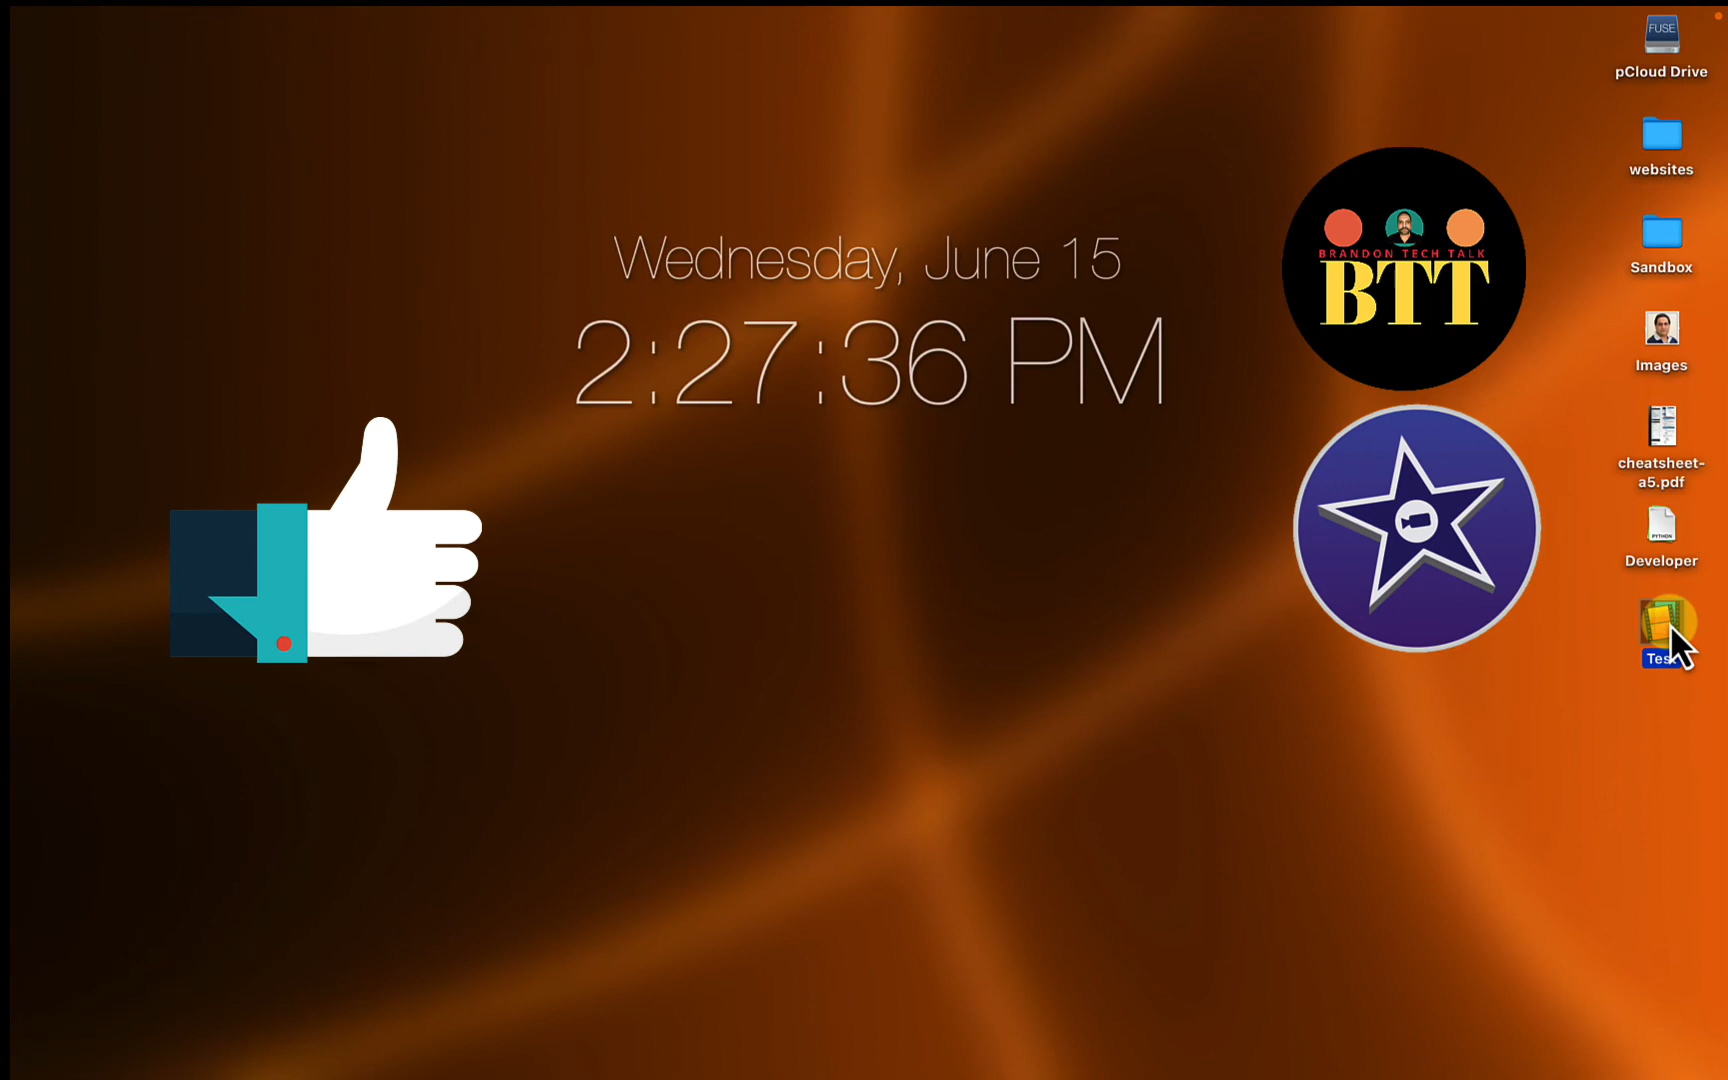 FUSE
pCloud Drive
websites
Wednesday, June 15
2:27:36 PM
BRANDON TECH TALK
BTT
Sandbox
Images
cheatsheet-
a5.pdf
PYTHON
Developer